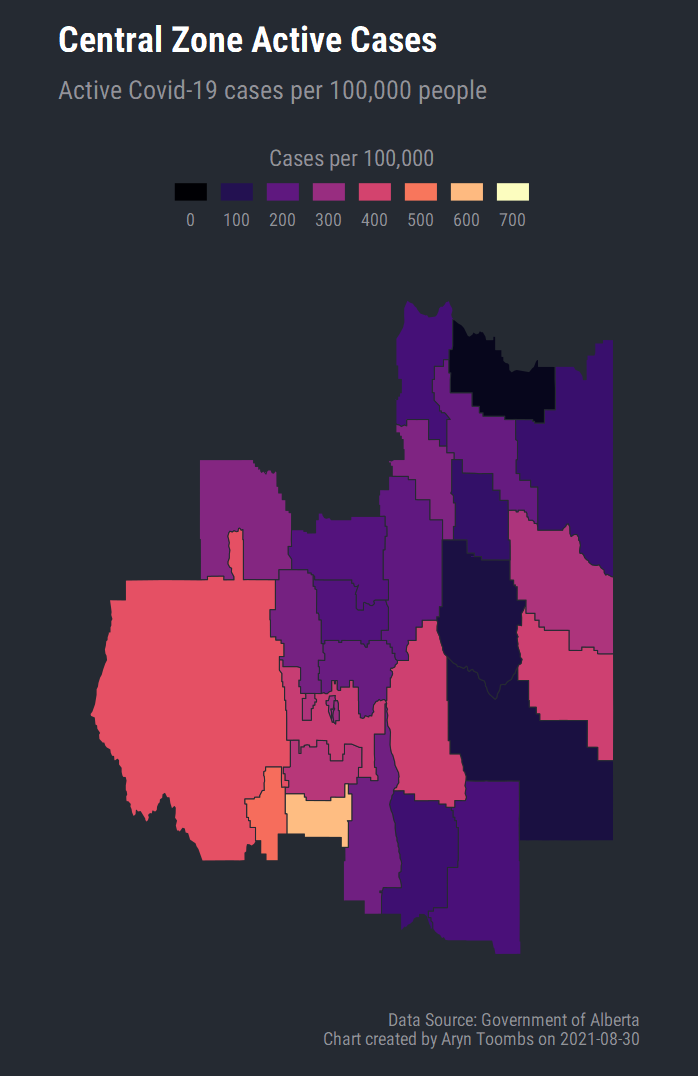 Central Zone Active Cases
Active Covid-19 cases per 100,000 people
Cases per 100,000
0 100 200 300 400 500 600 700
Data Source: Government of Alberta
Chart created by Aryn Toombs on 2021-08-30